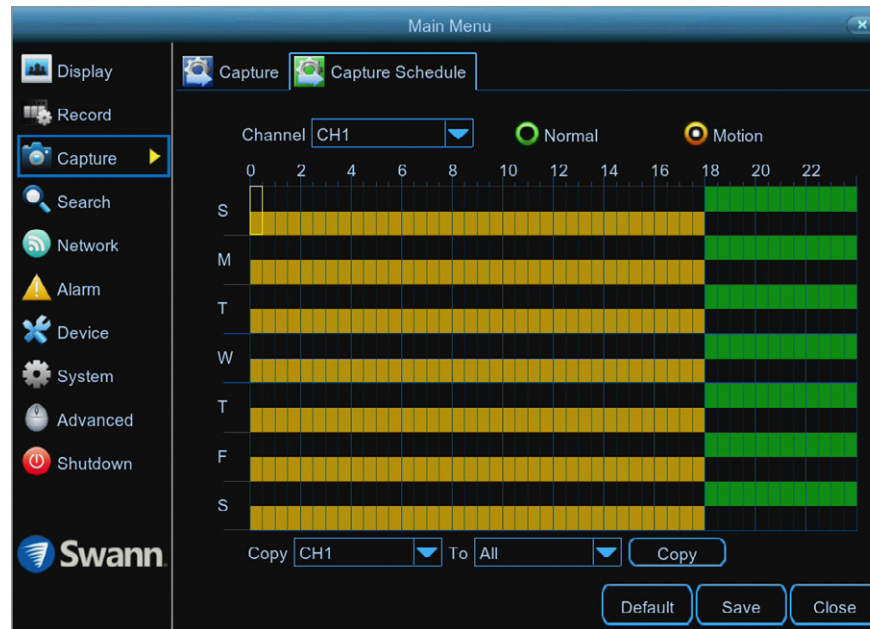 Main Menu
Display
Record
Capture
Search
Network
Alarm
Device
System
Advanced
Shutdown
Swann
Capture
Capture Schedule
Channel CH1 Normal Motion
0 2 4 6 8 10 12 14 16 18 20 22
S
M
T
W
T
F
S
Copy CH1 To All Copy
Default Save Close